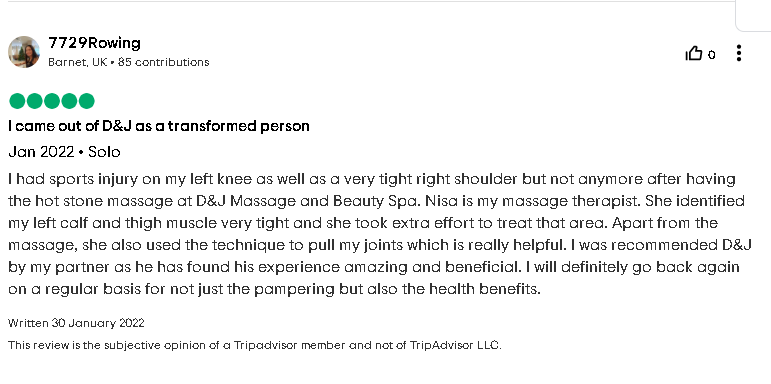 7729Rowing
Barnet, UK • 85 contributions
0
I came out of D&J as a transformed person
Jan 2022 • Solo
I had sports injury on my left knee as well as a very tight right shoulder but not anymore after having
the hot stone massage at D&J Massage and Beauty Spa. Nisa is my massage therapist. She identified
my left calf and thigh muscle very tight and she took extra effort to treat that area. Apart from the
massage, she also used the technique to pull my joints which is really helpful. I was recommended D&J
by my partner as he has found his experience amazing and beneficial. I will definitely go back again
on a regular basis for not just the pampering but also the health benefits.
Written 30 January 2022
This review is the subjective opinion of a Tripadvisor member and not of TripAdvisor LLC.